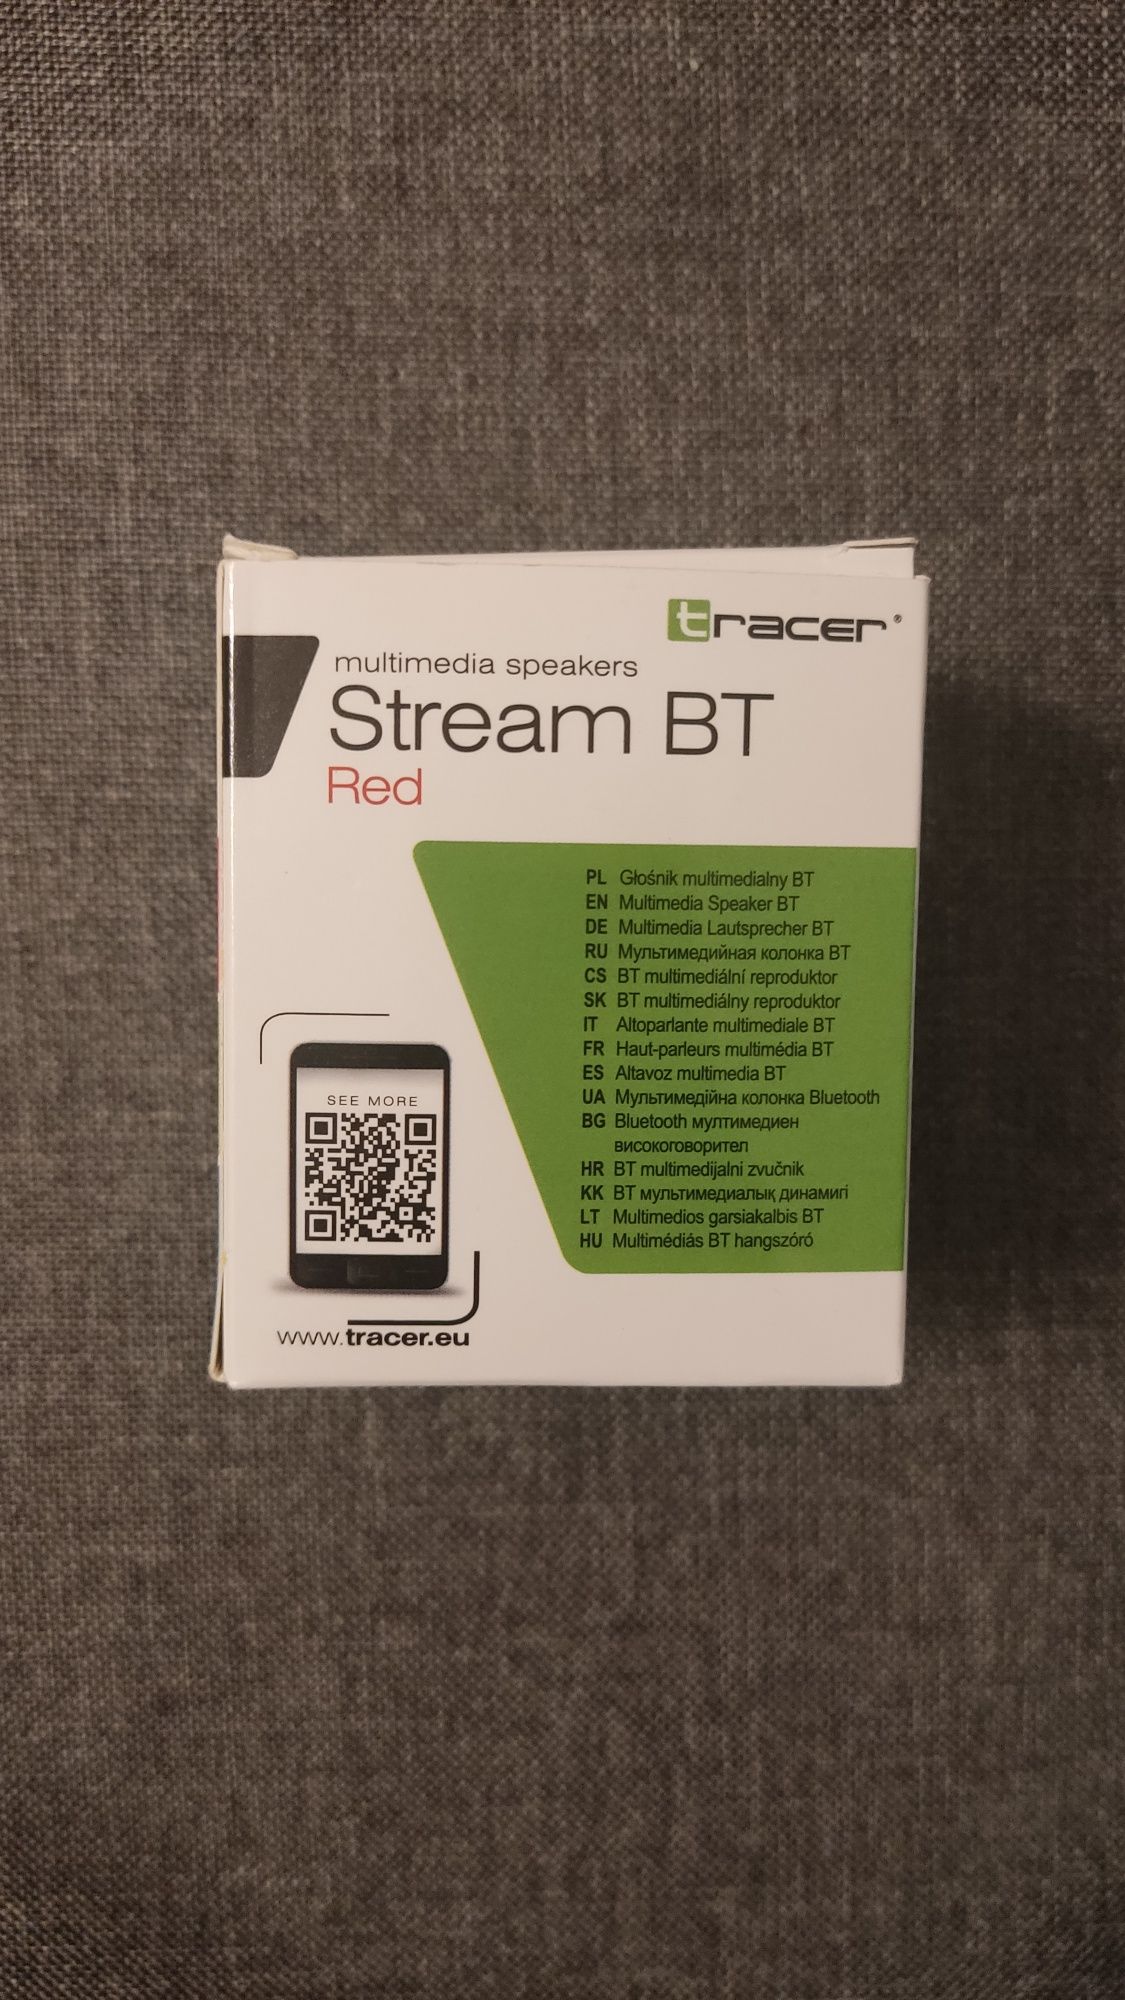 tracer®
multimedia speakers
Stream BT
Red
PL Głośnik multimedialny BT
EN Multimedia Speaker BT
DE Multimedia Lautsprecher BT
RU Мультимедийная колонка BT
CS BT multimediální reproduktor
SK BT multimediálny reproduktor
IT Altoparlante multimediale BT
FR Haut-parleurs multimédia BT
ES Altavoz multimedia BT
UA Мультимедійна колонка Bluetooth
BG Bluetooth мултимедиен
високоговорител
HR BT multimedijalni zvučnik
KK BT мультимедиалық динамигі
LT Multimedios garsiakalbis BT
HU Multimédiás BT hangszóró
SEE MORE
www.tracer.eu